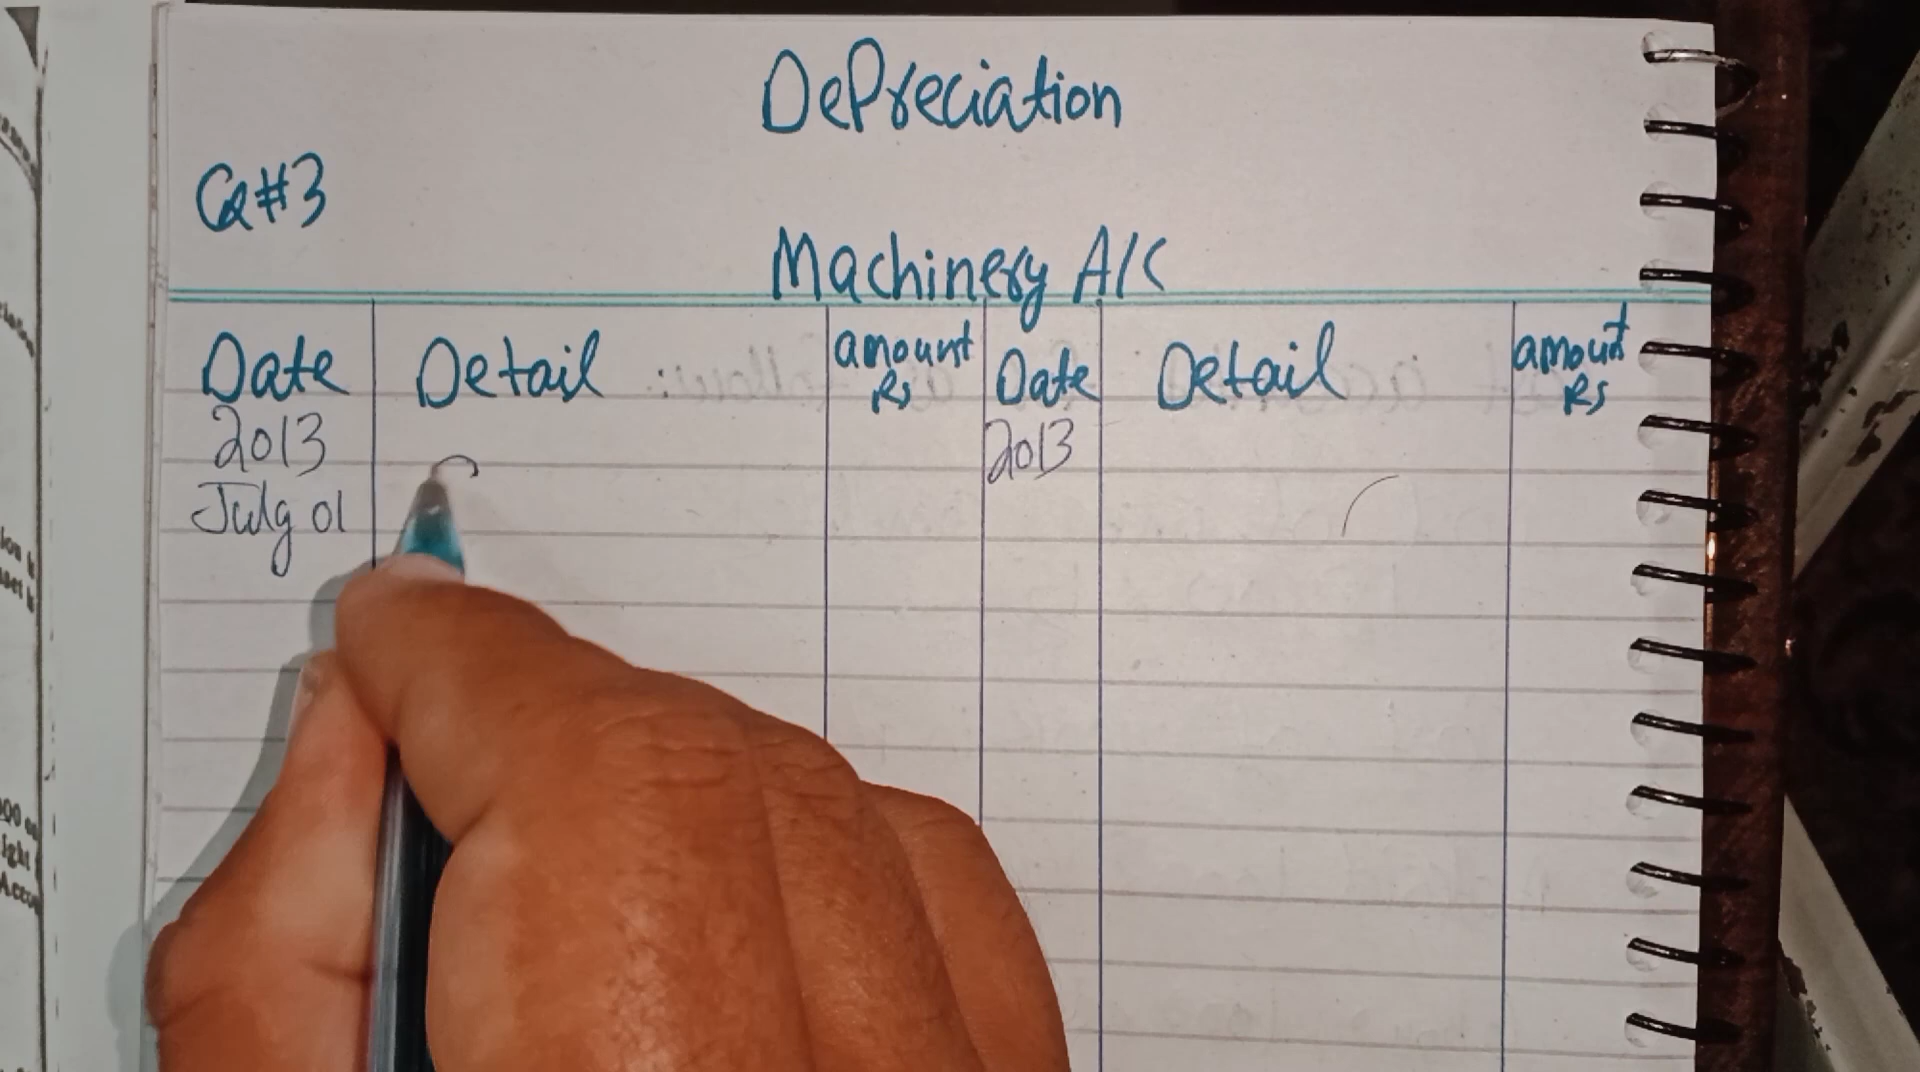 DePreciation
Q#3
Machinery A/C
Date Detail amount Rs Date Detail amount Rs
2013 2013
July 01